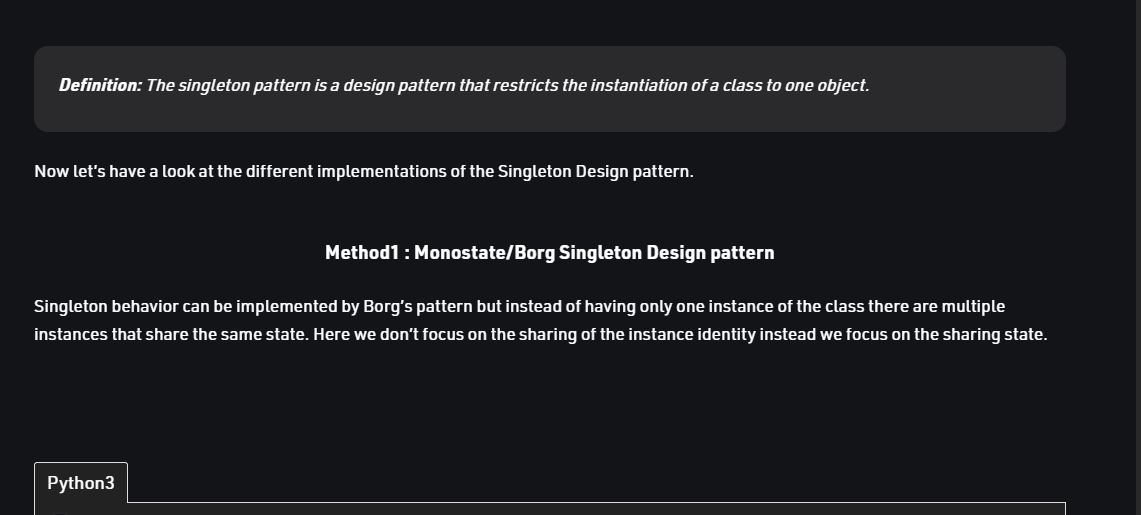 Definition: The singleton pattern is a design pattern that restricts the instantiation of a class to one object.
Now let’s have a look at the different implementations of the Singleton Design pattern.
Method1 : Monostate/Borg Singleton Design pattern
Singleton behavior can be implemented by Borg’s pattern but instead of having only one instance of the class there are multiple
instances that share the same state. Here we don’t focus on the sharing of the instance identity instead we focus on the sharing state.
Python3